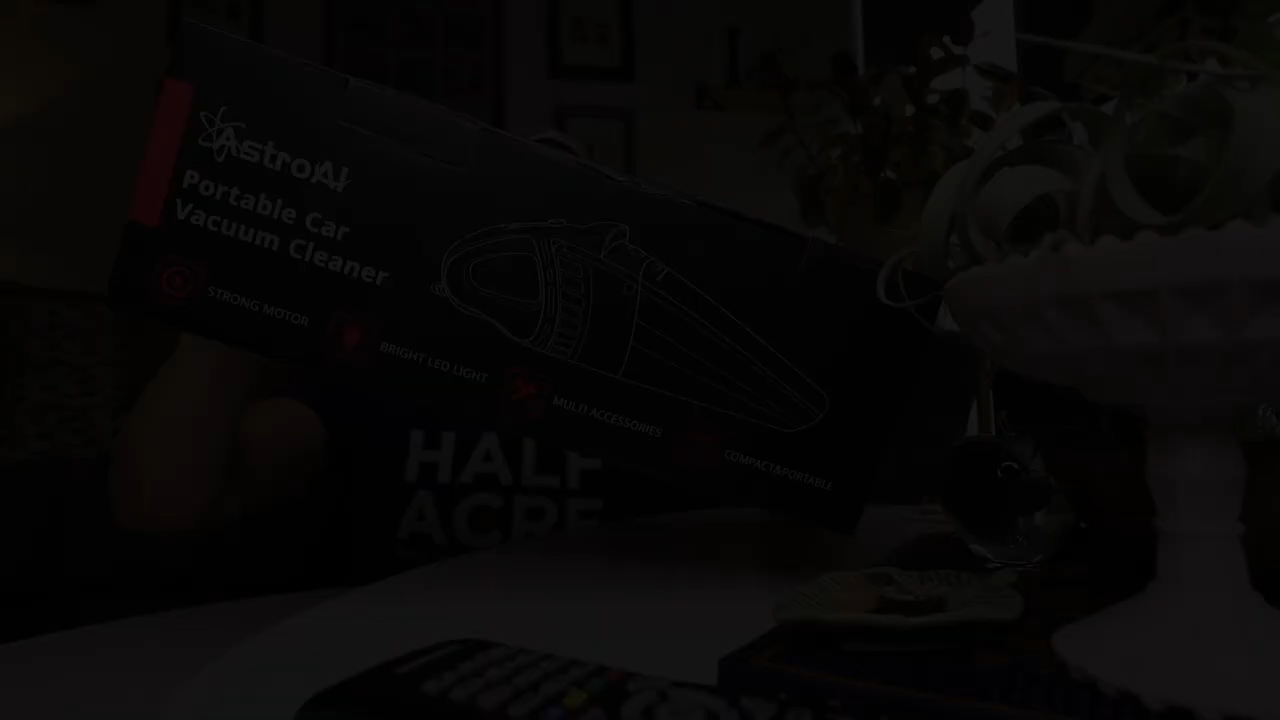 AstroAI
Portable Car
Vacuum Cleaner
STRONG MOTOR
BRIGHT LED LIGHT
MULTI ACCESSORIES
COMPACT&PORTABLE
HALF
ACRE